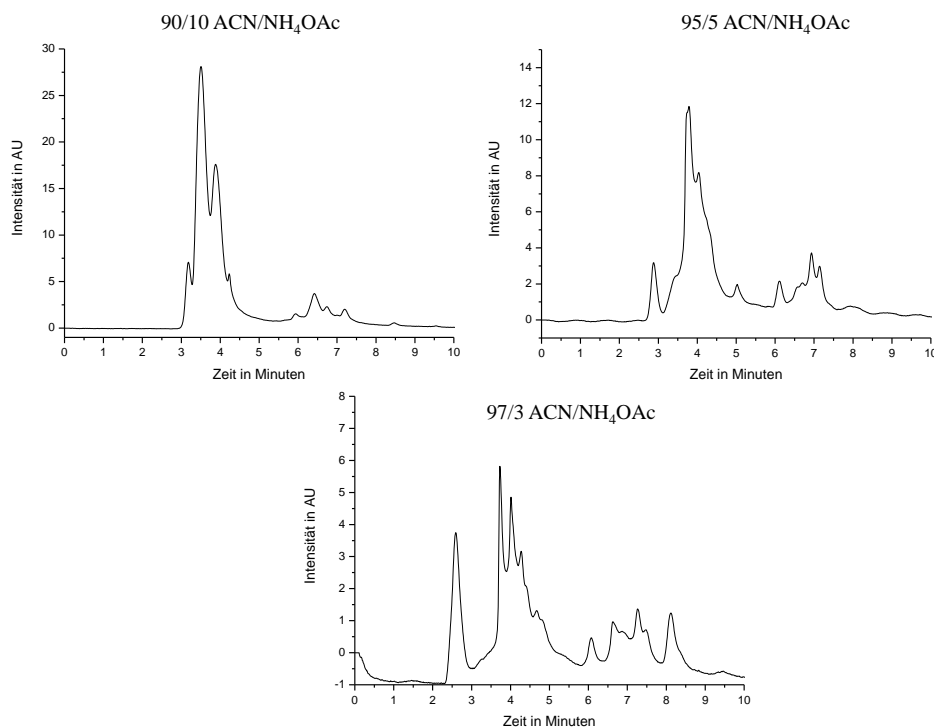 90/10 ACN/NH₄OAc
30
25
20
15
10
5
0
Intensität in AU
0 1 2 3 4 5 6 7 8 9 10
Zeit in Minuten
95/5 ACN/NH₄OAc
14
12
10
8
6
4
2
0
Intensität in AU
0 1 2 3 4 5 6 7 8 9 10
Zeit in Minuten
97/3 ACN/NH₄OAc
8
7
6
5
4
3
2
1
0
-1
Intensität in AU
0 1 2 3 4 5 6 7 8 9 10
Zeit in Minuten